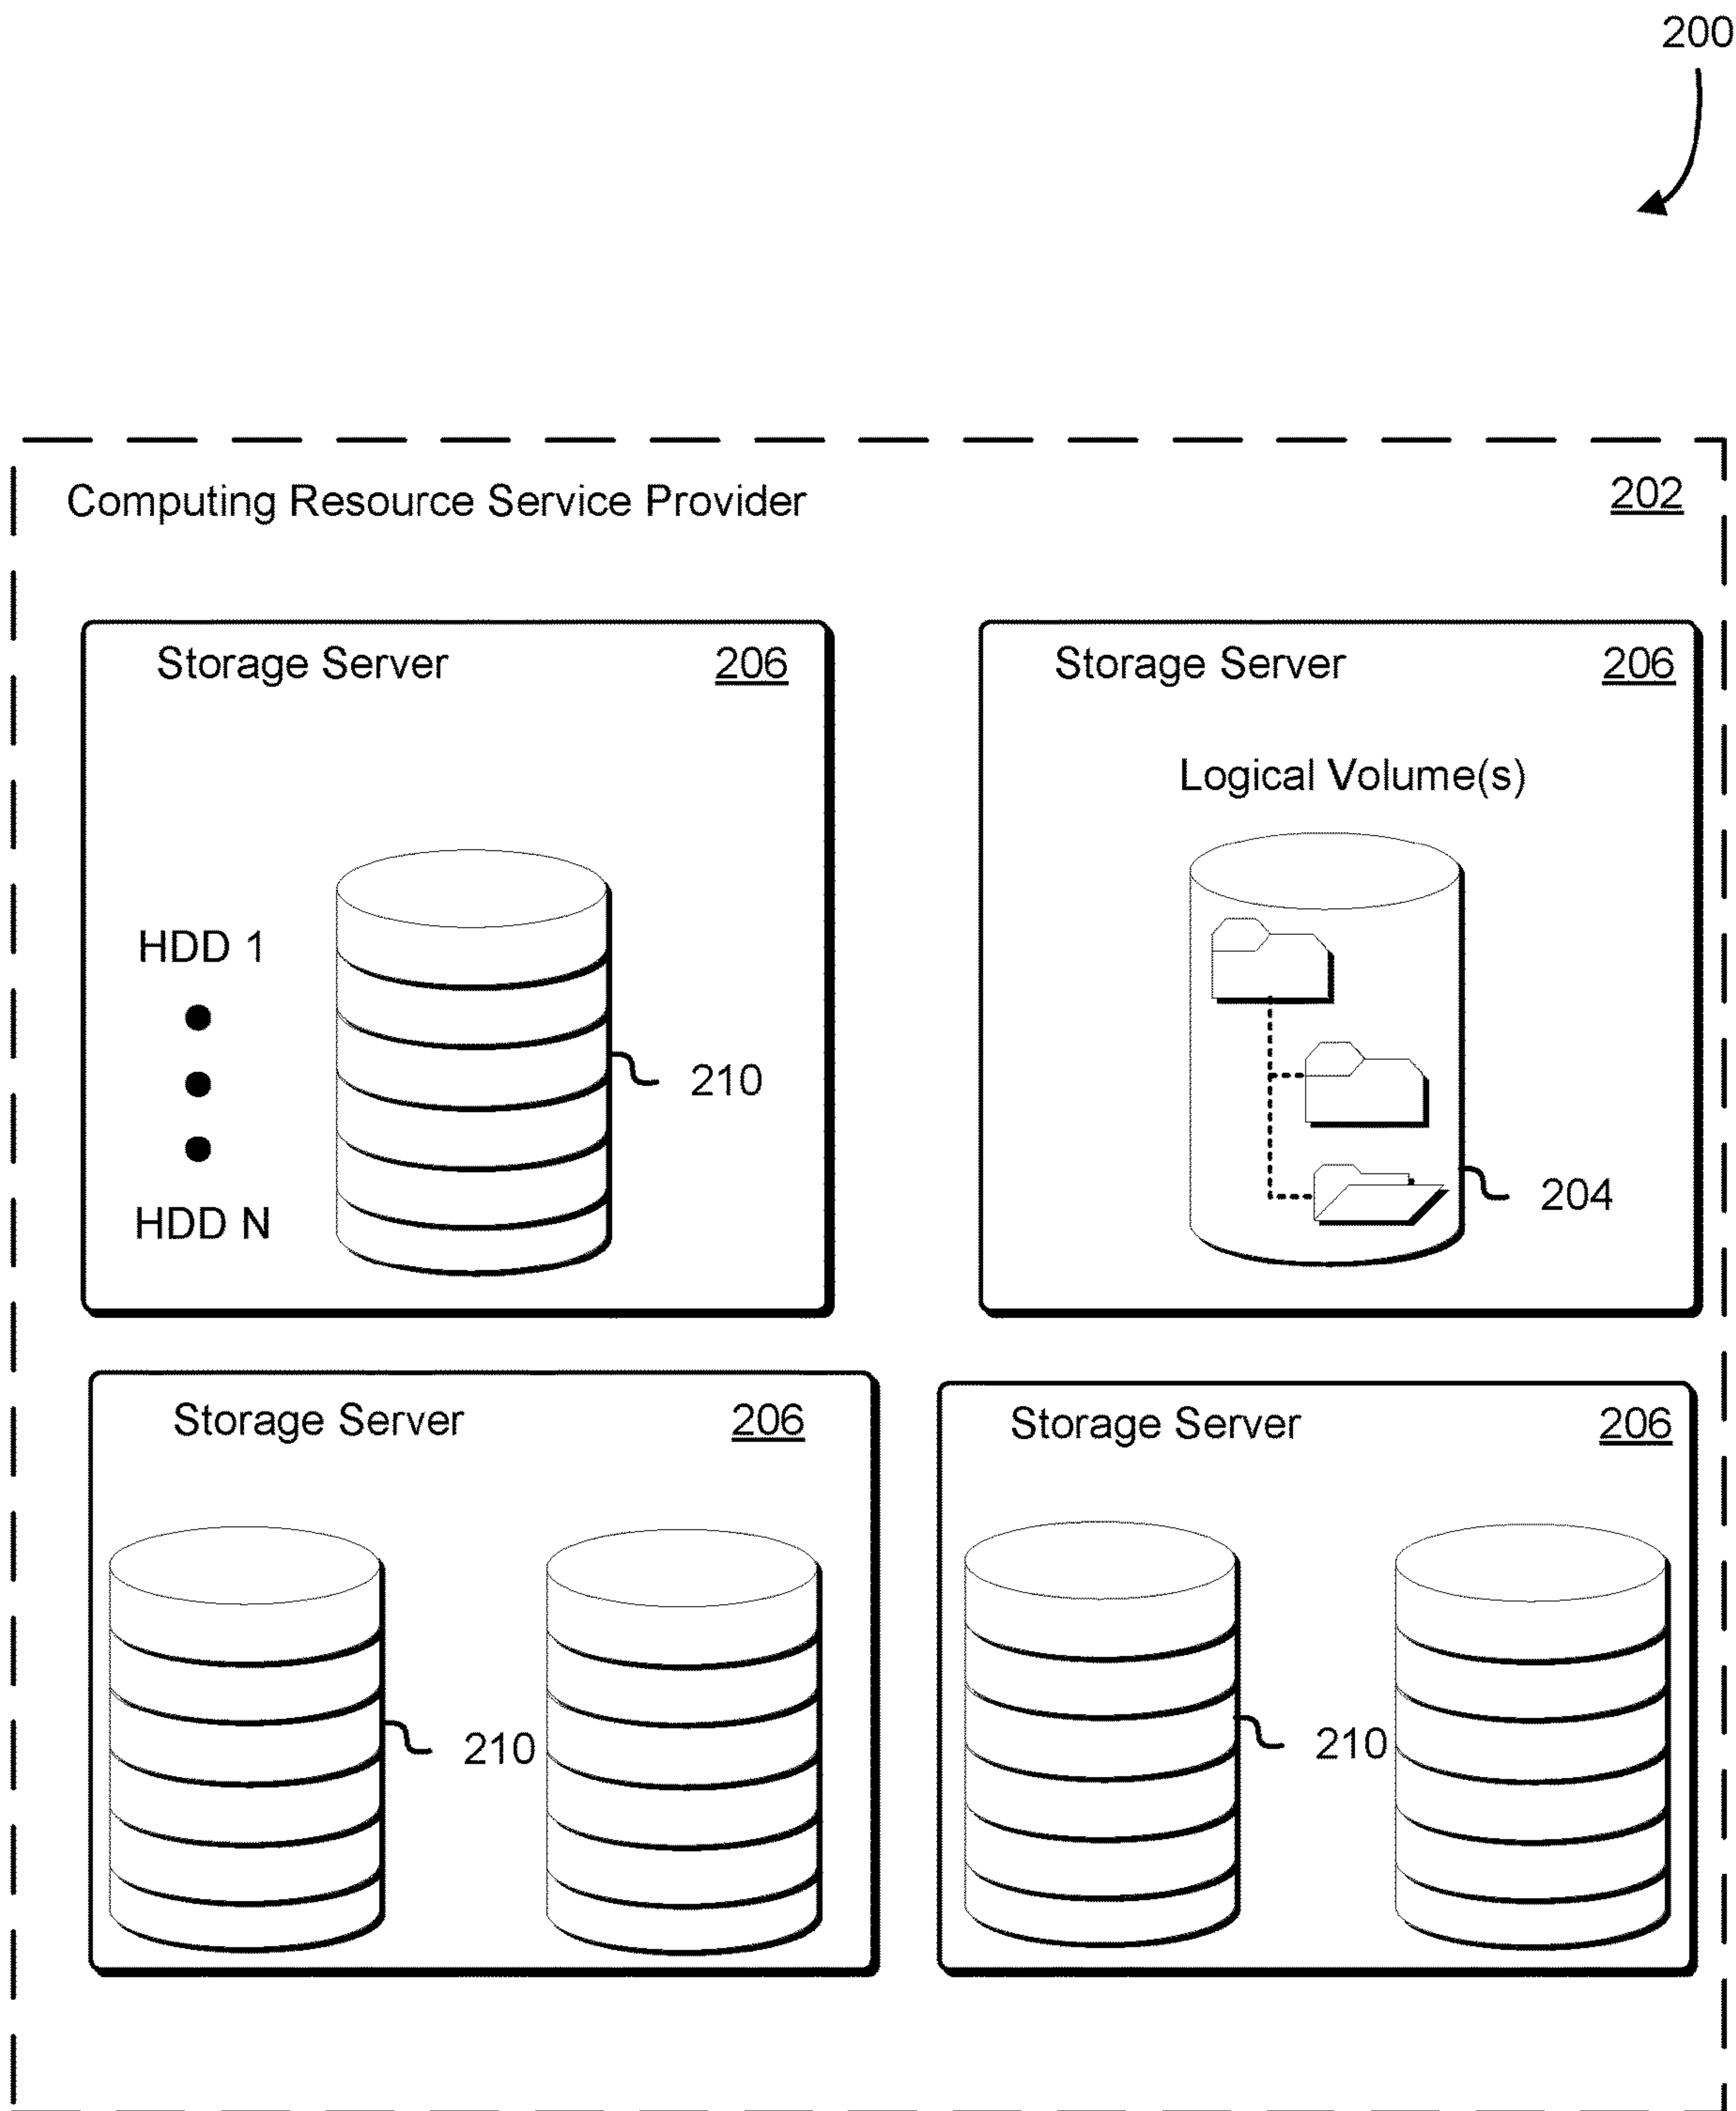 200
Computing Resource Service Provider 202
Storage Server 206
HDD 1
HDD N
210
Storage Server 206
Logical Volume(s)
204
Storage Server 206
210
Storage Server 206
210